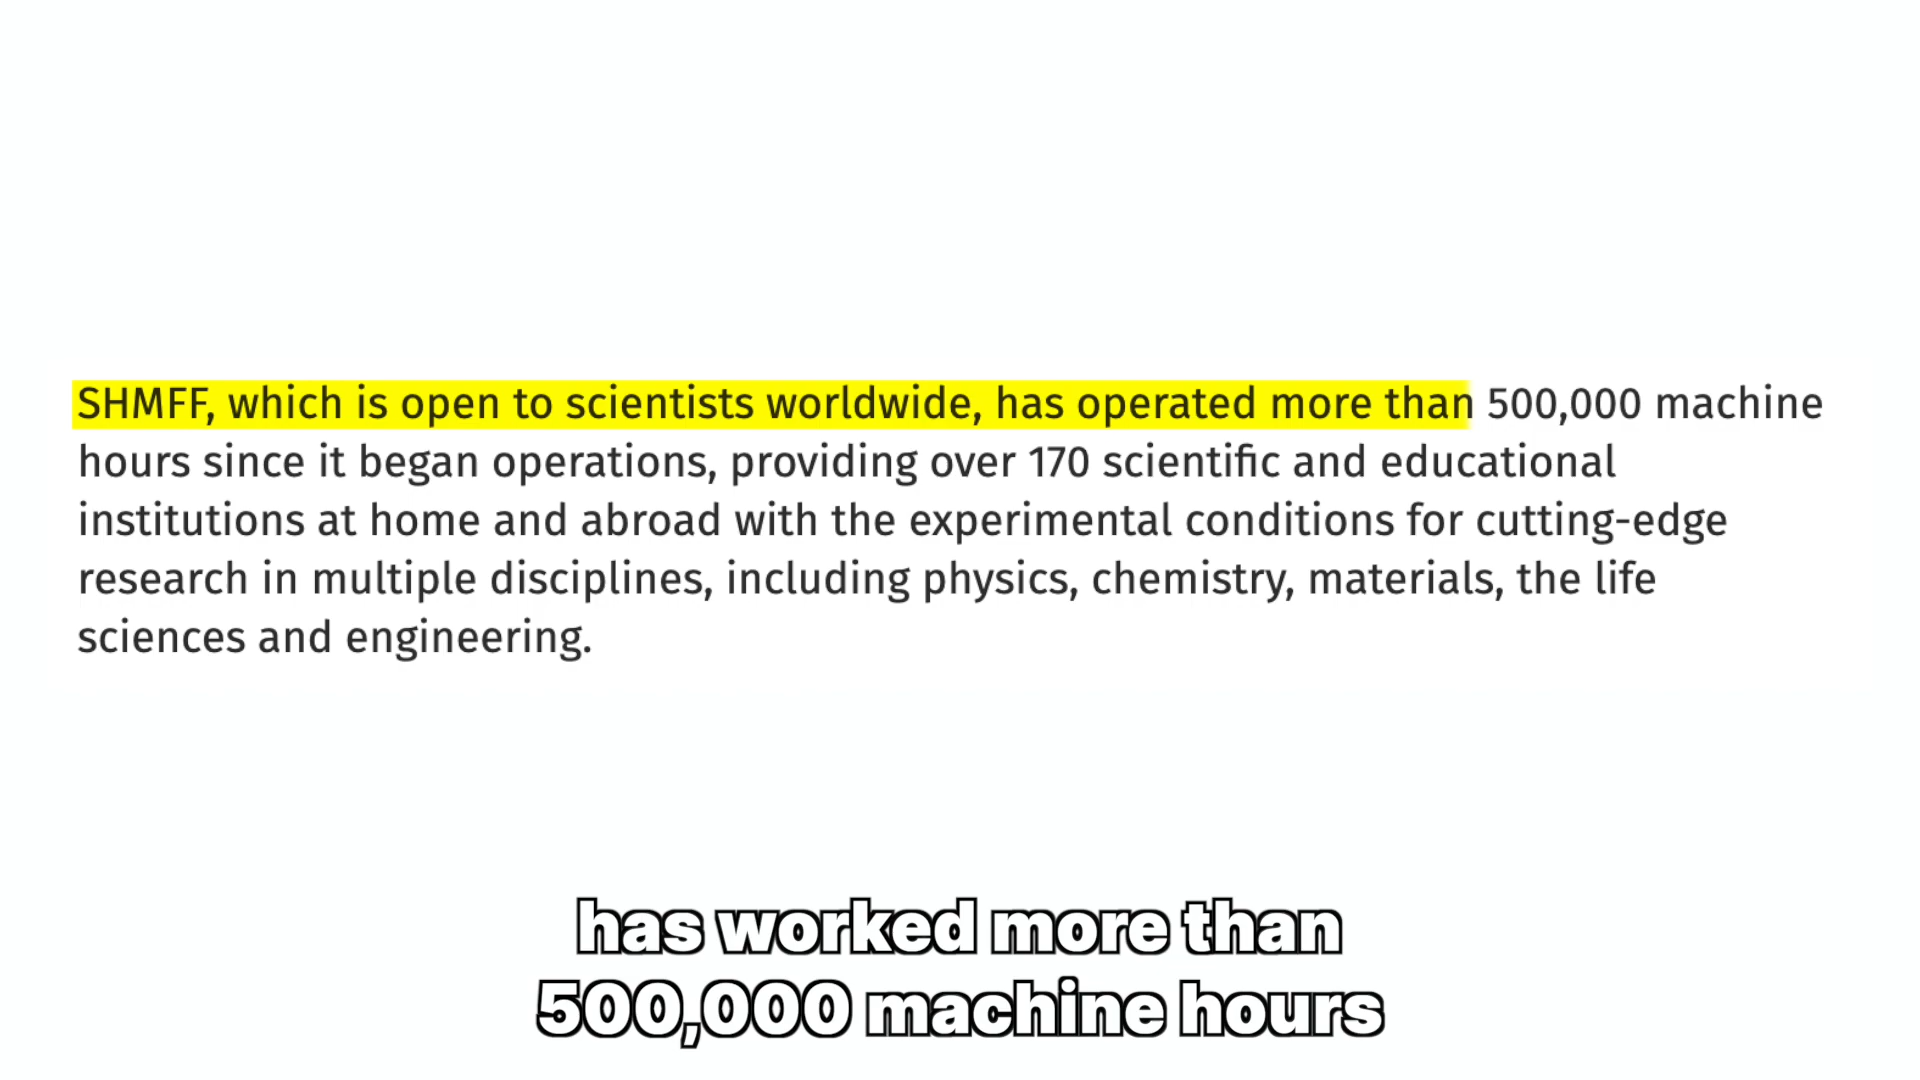 SHMFF, which is open to scientists worldwide, has operated more than 500,000 machine
hours since it began operations, providing over 170 scientific and educational
institutions at home and abroad with the experimental conditions for cutting-edge
research in multiple disciplines, including physics, chemistry, materials, the life
sciences and engineering.
has worked more than
500,000 machine hours